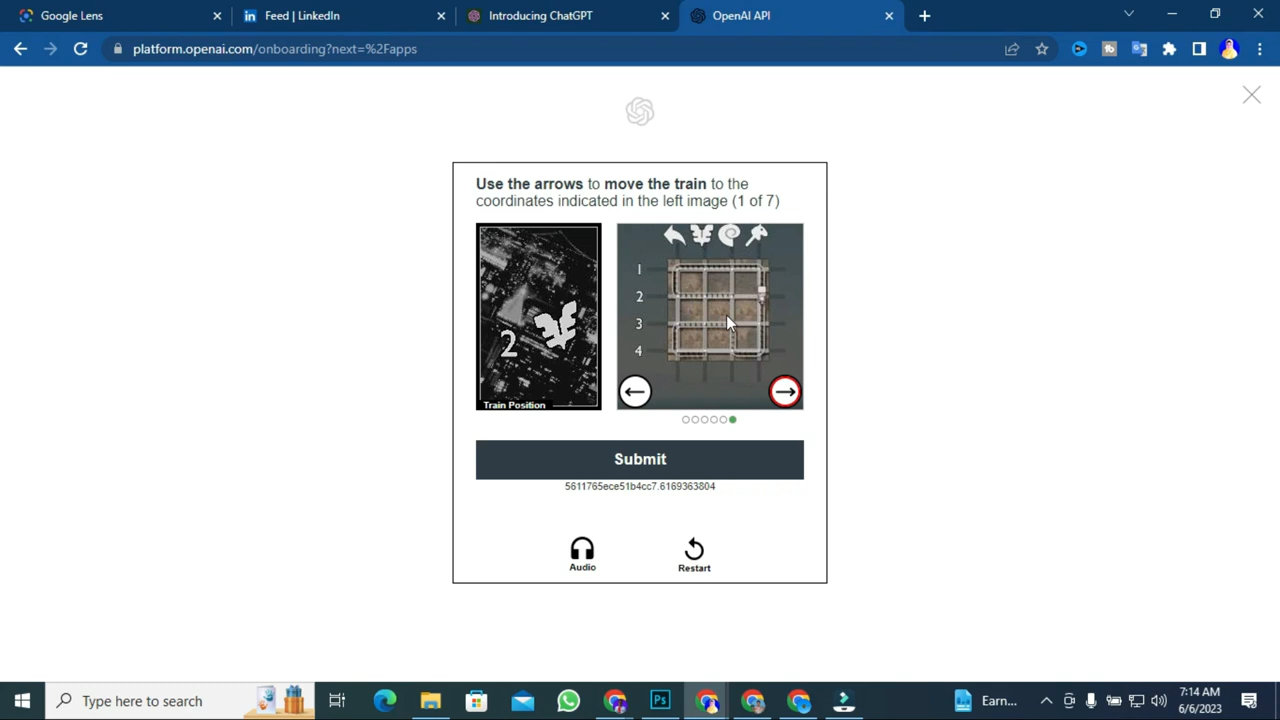 Google Lens
Feed | LinkedIn
Introducing ChatGPT
OpenAI API
platform.openai.com/onboarding?next=%2Fapps
Use the arrows to move the train to the
coordinates indicated in the left image (1 of 7)
2
Train Position
1
2
3
4
Submit
5611765ece51b4cc7.6169363804
Audio
Restart
Type here to search
Ps
Earn...
7:14 AM
6/6/2023